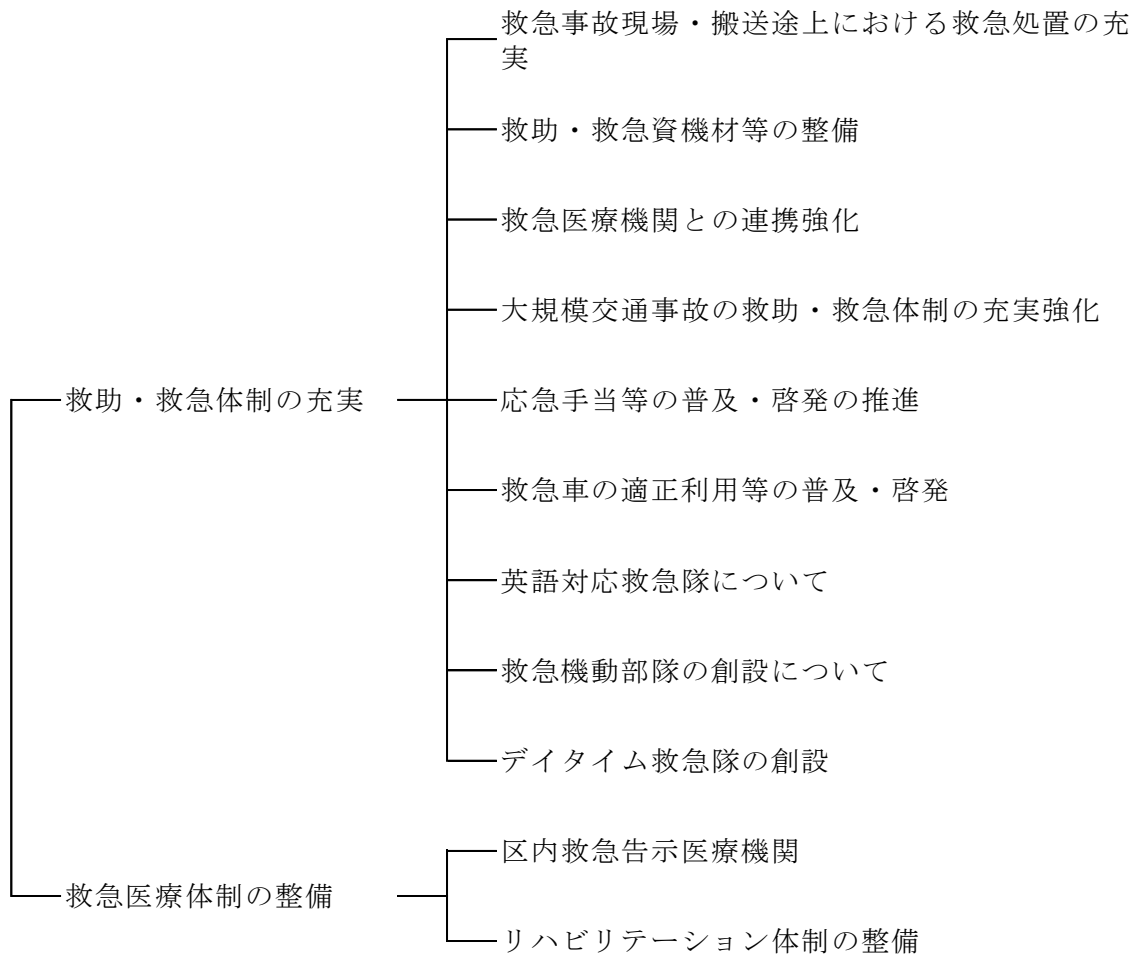 救急事故現場・搬送途上における救急処置の充
実
救助・救急資機材等の整備
救急医療機関との連携強化
大規模交通事故の救助・救急体制の充実強化
救助・救急体制の充実
応急手当等の普及・啓発の推進
救急車の適正利用等の普及・啓発
英語対応救急隊について
救急機動部隊の創設について
デイタイム救急隊の創設
区内救急告示医療機関
救急医療体制の整備
リハビリテーション体制の整備